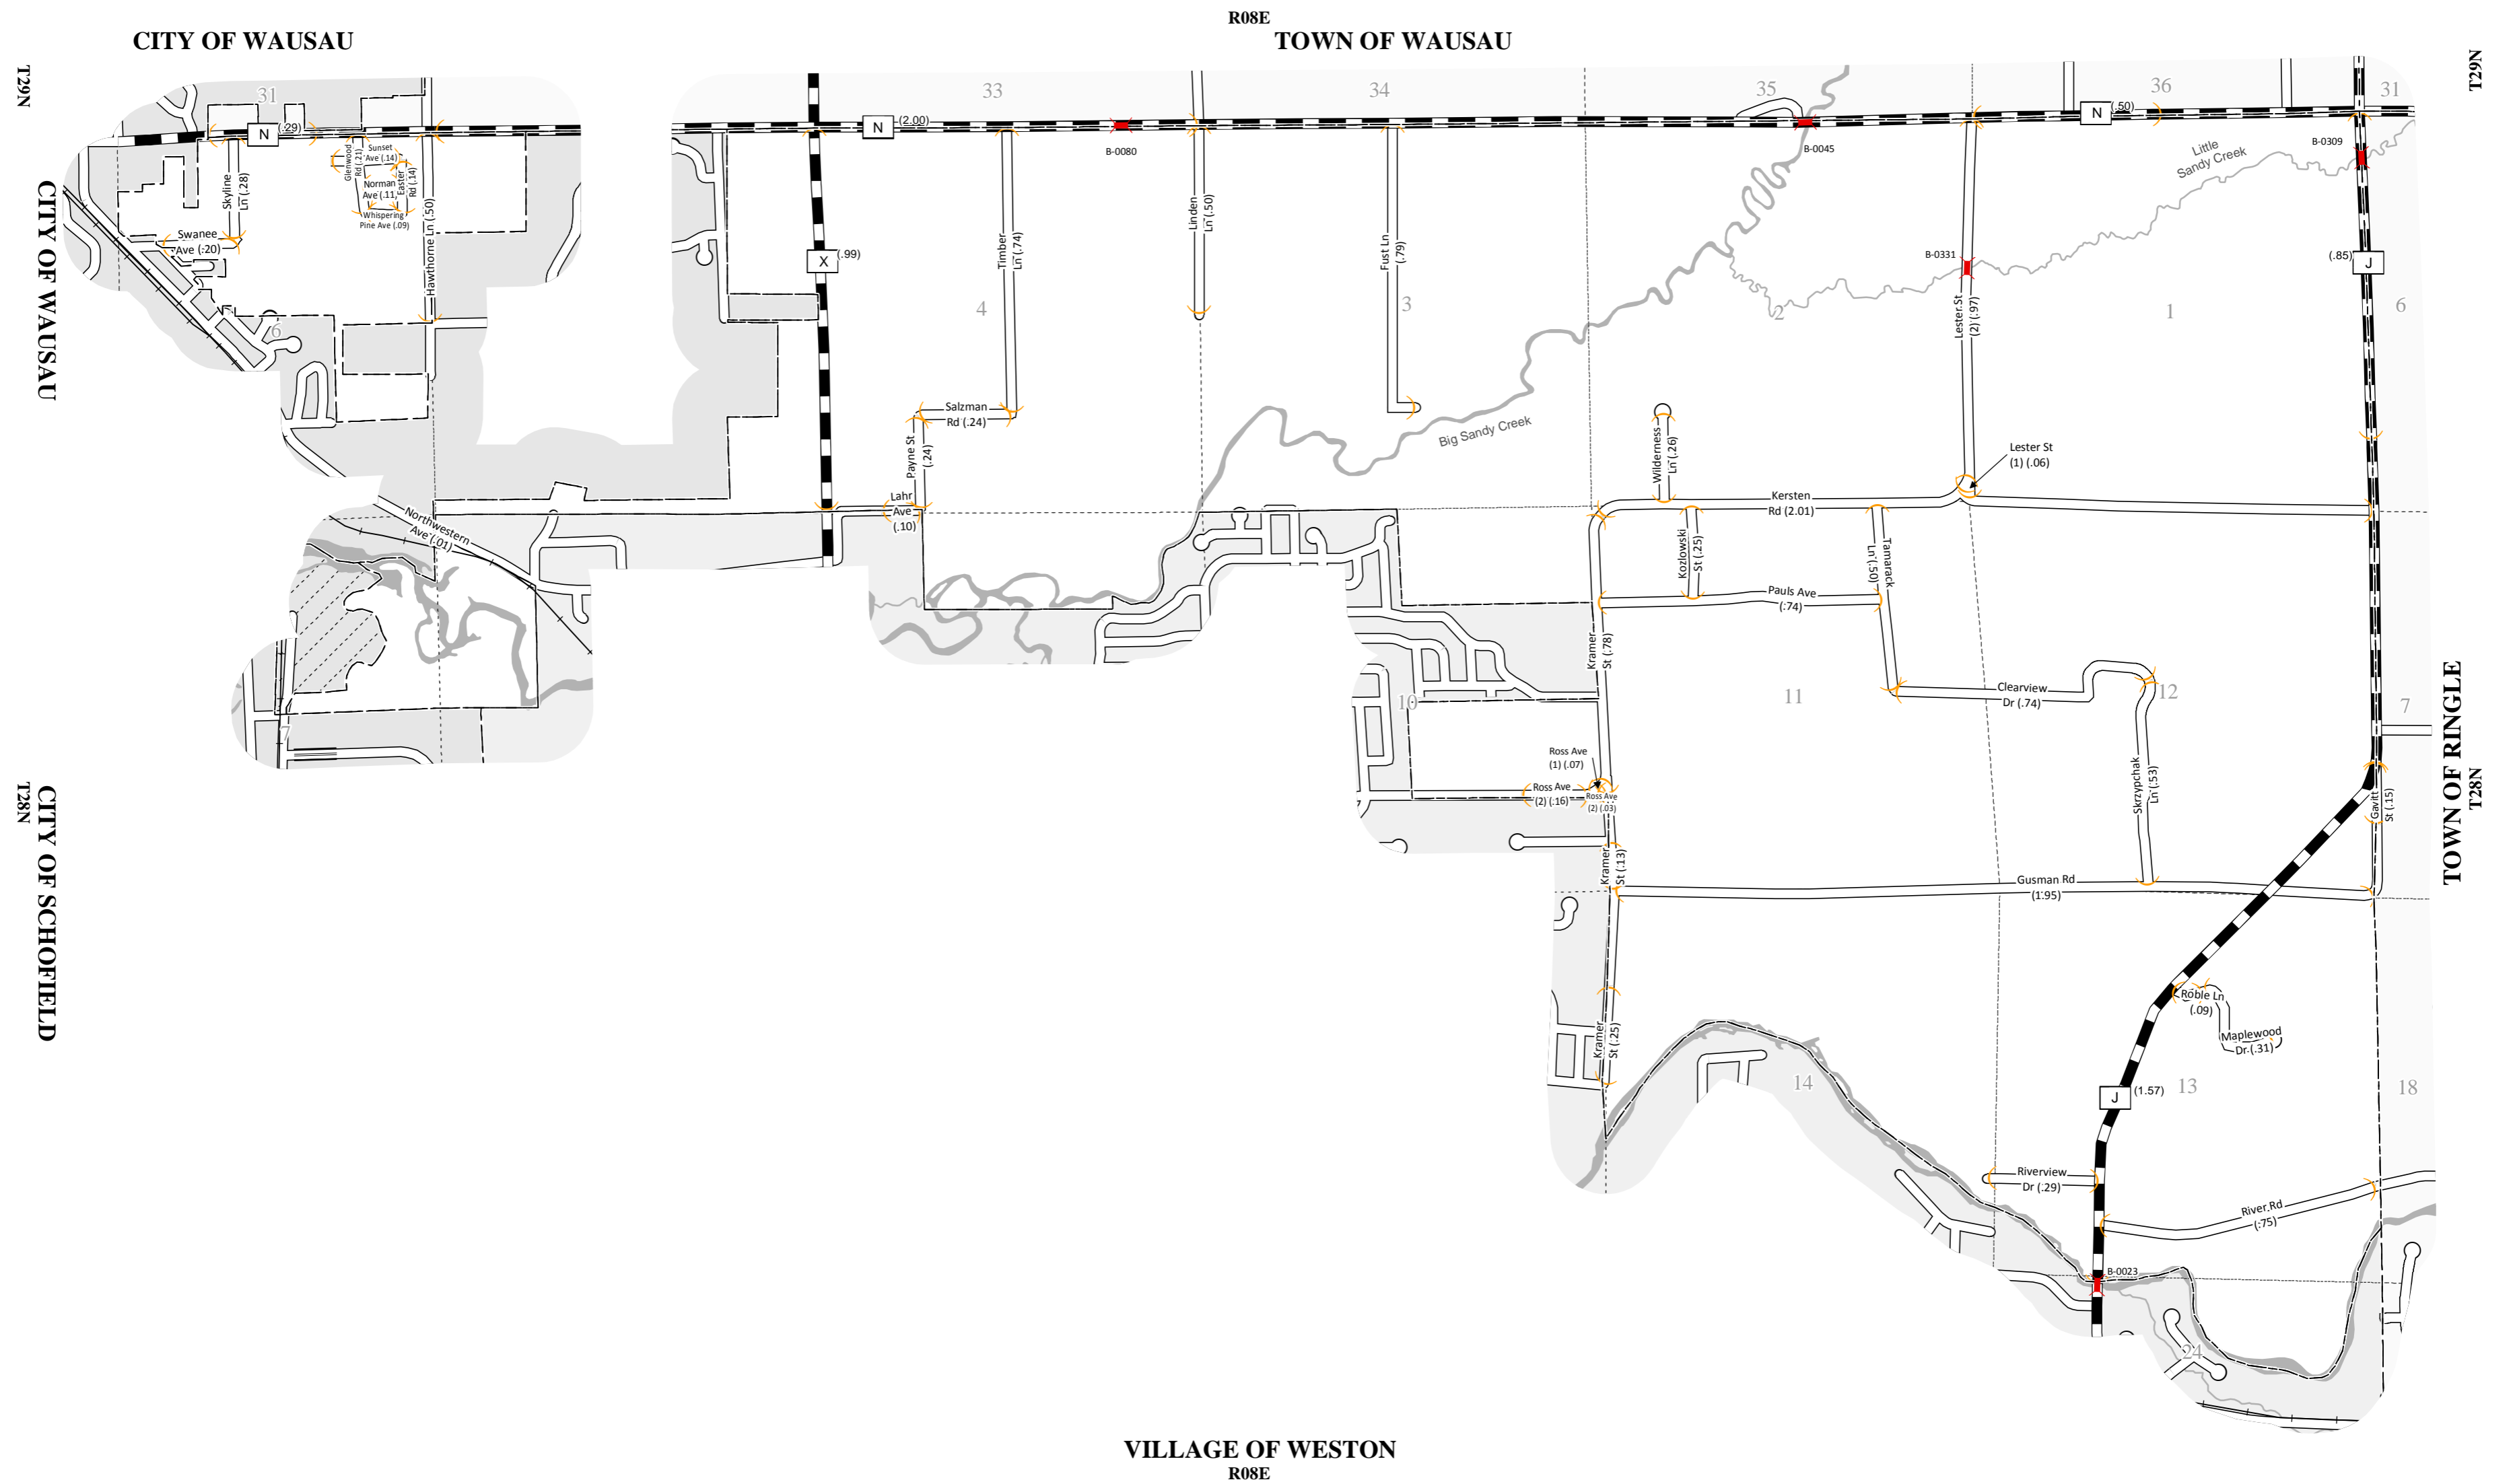 R08E
CITY OF WAUSAU
TOWN OF WAUSAU
T29N
T29N
31
33
34
35
36
31
N
(.29)
N
(2.00)
N
(.50)
B-0080
B-0045
B-0309
Little
Sandy Creek
Glenwood
Rd (.21)
Sunset
Ave (.14)
Norman
Ave (.11)
Easter
Rd (.14)
Whispering
Pine Ave (.09)
Skyline
Ln (.28)
Swanee
Ave (.20)
Hawthorne Ln (.50)
CITY OF WAUSAU
X
(.99)
Timber
Ln (.74)
Linden
Ln (.50)
Fust Ln
(.79)
B-0331
Lester St
(2) (.97)
(.85)
J
6
4
3
2
1
6
Salzman
Rd (.24)
Payne St
(.24)
Big Sandy Creek
Wilderness
Ln (.26)
Lester St
(1) (.06)
Lahr
Ave
(.10)
Kersten
Rd (2.01)
Northwestern
Ave (.01)
Kozlowski
St (.25)
Tamarack
Ln (.50)
Pauls Ave
(.74)
Kramer
St (.78)
10
11
Clearview
Dr (.74)
12
7
7
TOWN OF RINGLE
T28N
T28N
CITY OF SCHOFIELD
Ross Ave
(1) (.07)
Ross Ave
(2) (.16)
Ross Ave
(2) (.03)
Skrzypchak
Ln (.53)
Gavitt
St (.15)
Kramer
St (.13)
Gusman Rd
(1.95)
Roble Ln
(.09)
Maplewood
Dr (.31)
Kramer
St (.25)
14
J
(1.57)
13
18
Riverview
Dr (.29)
River Rd
(.75)
B-0023
24
VILLAGE OF WESTON
R08E